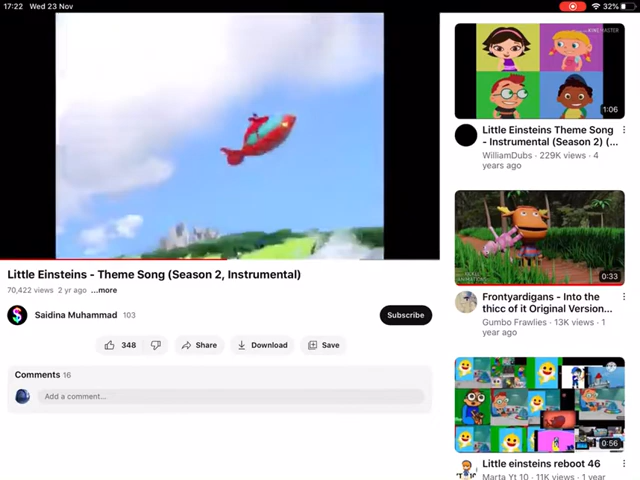 17:22 Wed 23 Nov
32%
KINEMASTER
1:06
Little Einsteins Theme Song
- Instrumental (Season 2) (...
WilliamDubs · 229K views · 4
years ago
0:33
Frontyardigans - Into the
thicc of it Original Version...
Gumbo Frawlies · 13K views · 1
year ago
0:56
Little einsteins reboot 46
Marta Yt 10 · 11K views · 1 year
Little Einsteins - Theme Song (Season 2, Instrumental)
70,422 views 2 yr ago ...more
Saidina Muhammad 103
Subscribe
348
Share
Download
Save
Comments 16
Add a comment...